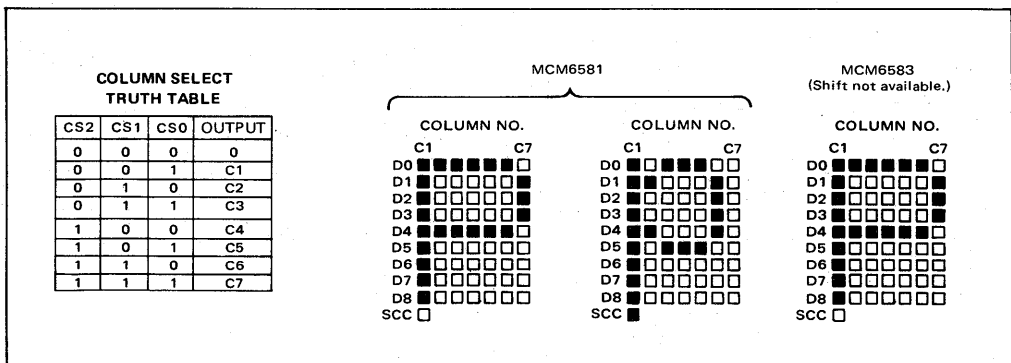 COLUMN SELECT
TRUTH TABLE
CS2 CS1 CS0 OUTPUT
0 0 0 0
0 0 1 C1
0 1 0 C2
0 1 1 C3
1 0 0 C4
1 0 1 C5
1 1 0 C6
1 1 1 C7
MCM6581
COLUMN NO.
C1 C7
D0
D1
D2
D3
D4
D5
D6
D7
D8
SCC
COLUMN NO.
C1 C7
D0
D1
D2
D3
D4
D5
D6
D7
D8
SCC
MCM6583
(Shift not available.)
COLUMN NO.
C1 C7
D0
D1
D2
D3
D4
D5
D6
D7
D8
SCC